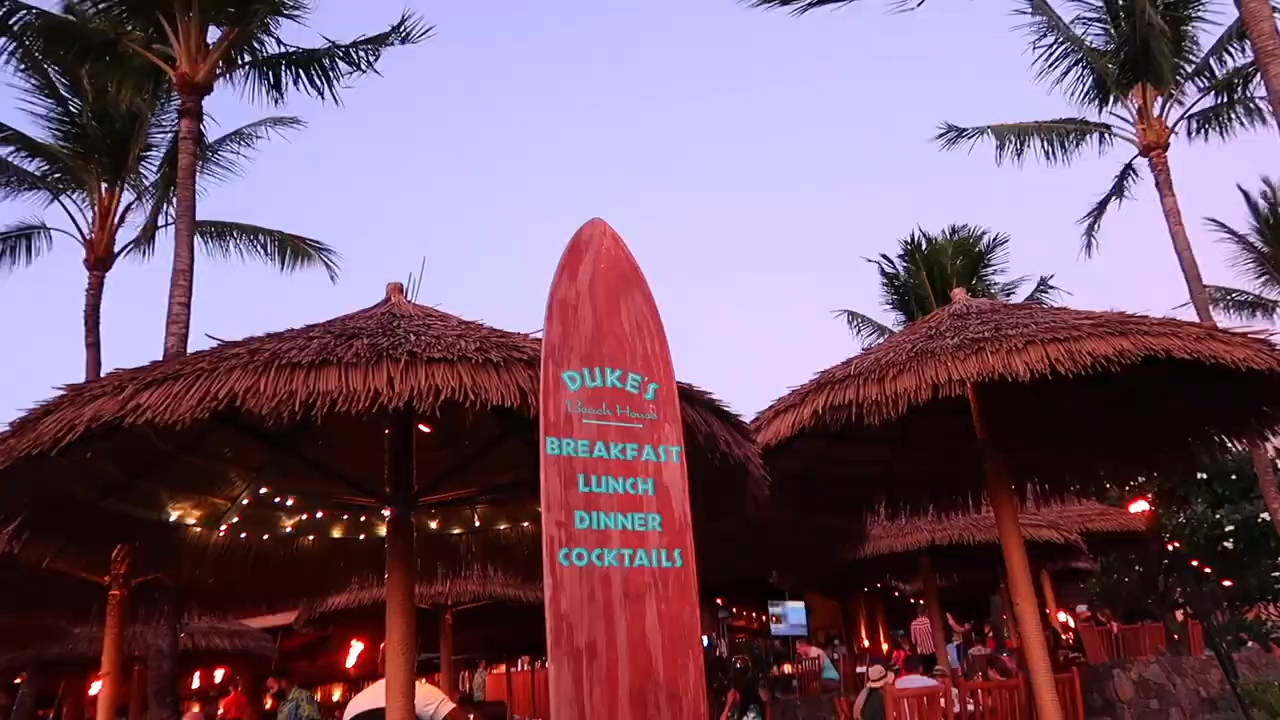 DUKE'S
Beach House
BREAKFAST
LUNCH
DINNER
COCKTAILS